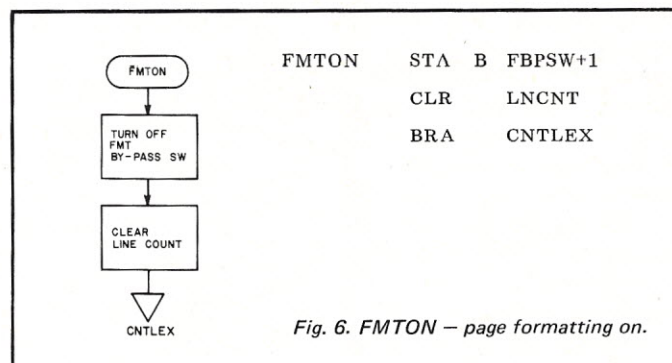 FMTON
TURN OFF
FMT
BY-PASS SW
CLEAR
LINE COUNT
CNTLEX
FMTON STA B FBPSW+1
CLR LNCNT
BRA CNTLEX
Fig. 6. FMTON — page formatting on.